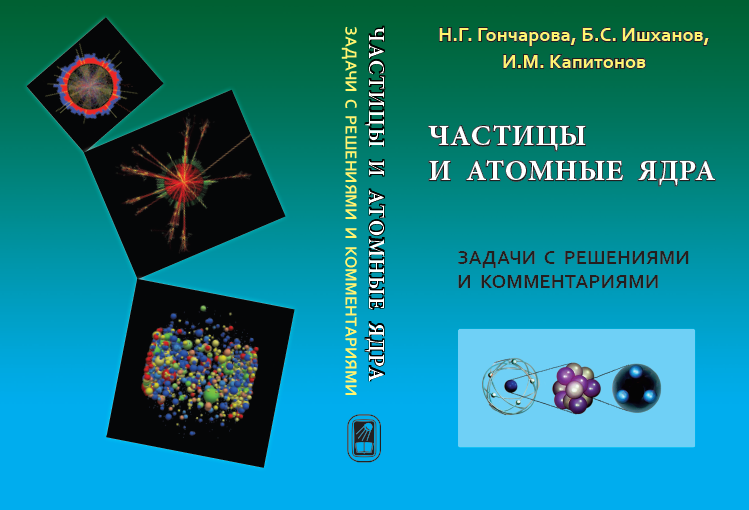 Н.Г. Гончарова, Б.С. Ишханов,
И.М. Капитонов
ЧАСТИЦЫ
И АТОМНЫЕ ЯДРА
ЗАДАЧИ С РЕШЕНИЯМИ
И КОММЕНТАРИЯМИ
ЧАСТИЦЫ И АТОМНЫЕ ЯДРА
ЗАДАЧИ С РЕШЕНИЯМИ И КОММЕНТАРИЯМИ